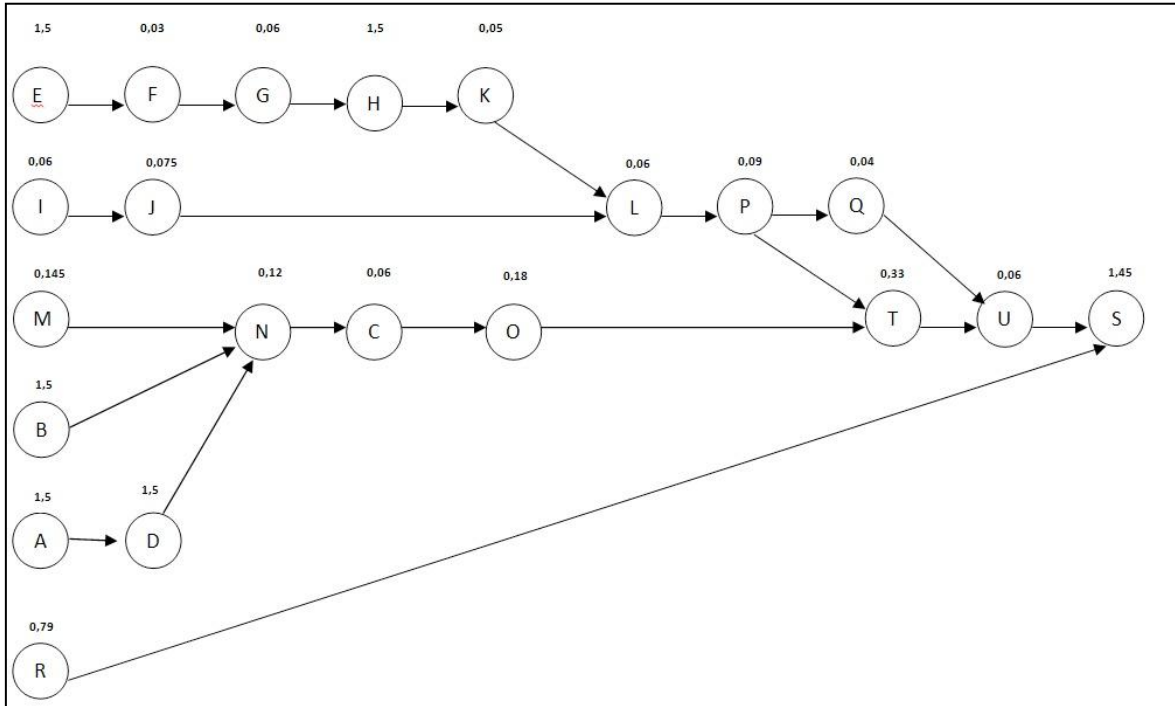 1,5 0,03 0,06 1,5 0,05
E F G H K
0,06 0,075 0,06 0,09 0,04
I J L P Q
0,145 0,12 0,06 0,18 0,33 0,06 1,45
M N C O T U S
1,5
B
1,5 1,5
A D
0,79
R